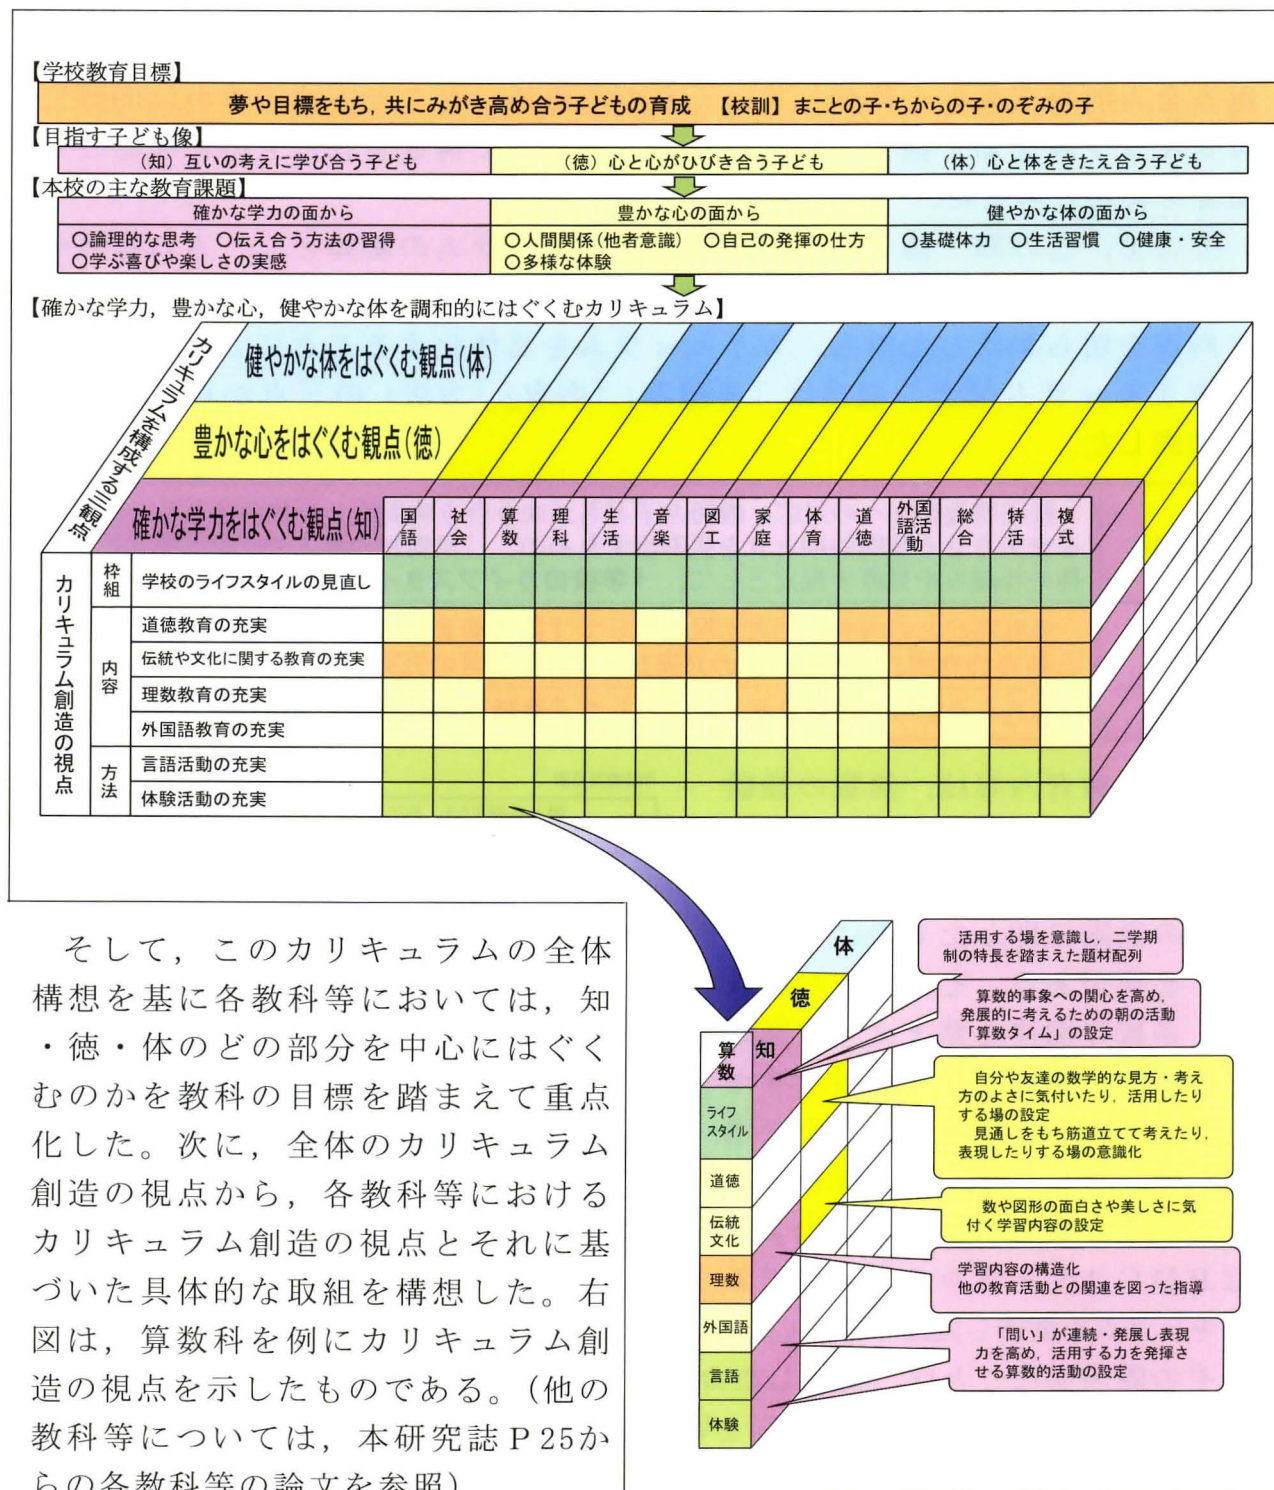 【学校教育目標】
夢や目標をもち，共にみがき高め合う子どもの育成　【校訓】まことの子・ちからの子・のぞみの子
【目指す子ども像】
（知）互いの考えに学び合う子ども
（徳）心と心がひびき合う子ども
（体）心と体をきたえ合う子ども
【本校の主な教育課題】
確かな学力の面から
豊かな心の面から
健やかな体の面から
○論理的な思考　○伝え合う方法の習得
○学ぶ喜びや楽しさの実感
○人間関係（他者意識）　○自己の発揮の仕方
○多様な体験
○基礎体力　○生活習慣　○健康・安全
【確かな学力，豊かな心，健やかな体を調和的にはぐくむカリキュラム】
カリキュラムを構成する三観点
健やかな体をはぐくむ観点（体）
豊かな心をはぐくむ観点（徳）
確かな学力をはぐくむ観点（知）
国語
社会
算数
理科
生活
音楽
図工
家庭
体育
道徳
外国語活動
総合
特活
複式
カリキュラム創造の視点
枠組
学校のライフスタイルの見直し
内容
道徳教育の充実
伝統や文化に関する教育の充実
理数教育の充実
外国語教育の充実
方法
言語活動の充実
体験活動の充実
そして，このカリキュラムの全体
構想を基に各教科等においては，知
・徳・体のどの部分を中心にはぐく
むのかを教科の目標を踏まえて重点
化した。次に，全体のカリキュラム
創造の視点から，各教科等における
カリキュラム創造の視点とそれに基
づいた具体的な取組を構想した。右
図は，算数科を例にカリキュラム創
造の視点を示したものである。（他の
教科等については，本研究誌Ｐ25か
らの各教科等の論文を参照）
体
徳
知
算数
ライフ
スタイル
道徳
伝統
文化
理数
外国語
言語
体験
活用する場を意識し，二学期
制の特長を踏まえた題材配列
算数的事象への関心を高め，
発展的に考えるための朝の活動
「算数タイム」の設定
自分や友達の数学的な見方・考え
方のよさに気付いたり，活用したり
する場の設定
見通しをもち筋道立てて考えたり，
表現したりする場の意識化
数や図形の面白さや美しさに気
付く学習内容の設定
学習内容の構造化
他の教育活動との関連を図った指導
「問い」が連続・発展し表現
力を高め，活用する力を発揮さ
せる算数的活動の設定